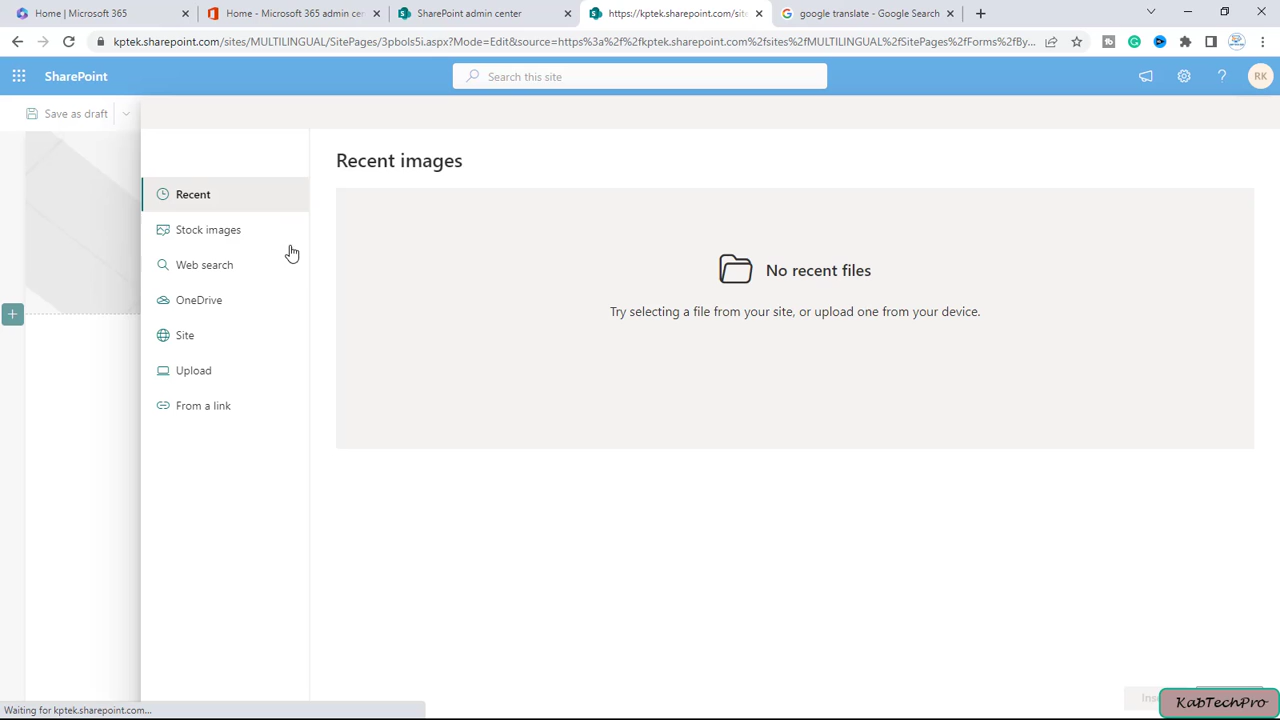 Home | Microsoft 365
Home - Microsoft 365 admin cen
SharePoint admin center
https://kptek.sharepoint.com/site
google translate - Google Search
kptek.sharepoint.com/sites/MULTILINGUAL/SitePages/3pbols5i.aspx?Mode=Edit&source=https%3a%2f%2fkptek.sharepoint.com%2fsites%2fMULTILINGUAL%2fSitePages%2fForms%2fBy...
SharePoint
Search this site
RK
Save as draft
Recent images
Recent
Stock images
Web search
No recent files
OneDrive
Try selecting a file from your site, or upload one from your device.
Site
Upload
From a link
Waiting for kptek.sharepoint.com...
KabTechPro